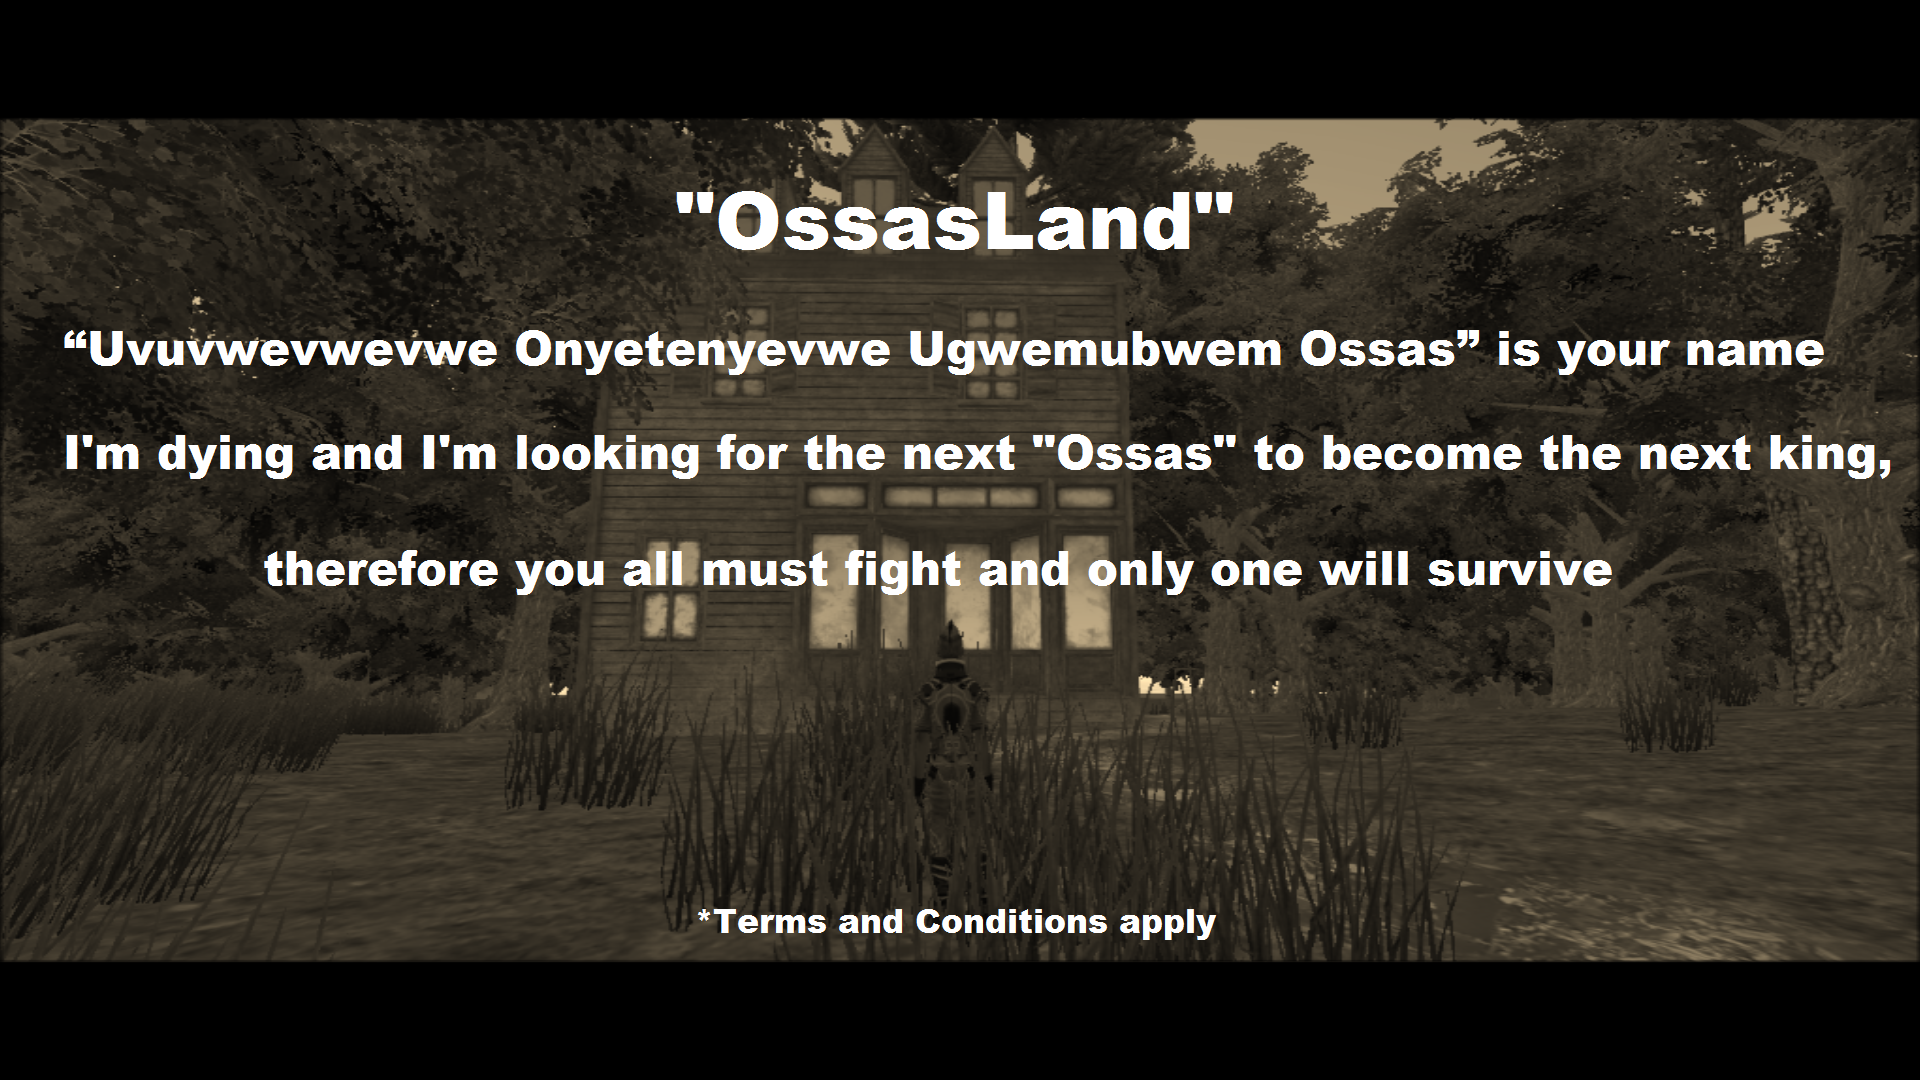 "OssasLand"
“Uvuvwevwevwe Onyetenyevwe Ugwemubwem Ossas” is your name
I'm dying and I'm looking for the next "Ossas" to become the next king,
therefore you all must fight and only one will survive
*Terms and Conditions apply